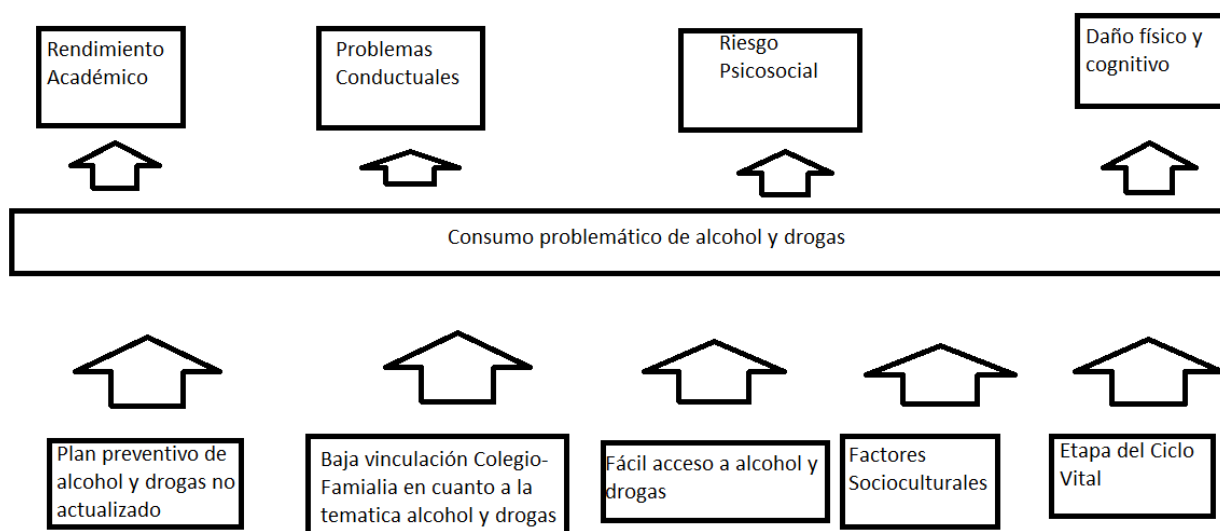 Rendimiento
Académico
Problemas
Conductuales
Riesgo
Psicosocial
Daño físico y
cognitivo
Consumo problemático de alcohol y drogas
Plan preventivo de
alcohol y drogas no
actualizado
Baja vinculación Colegio-
Famialia en cuanto a la
tematica alcohol y drogas
Fácil acceso a alcohol y
drogas
Factores
Socioculturales
Etapa del Ciclo
Vital